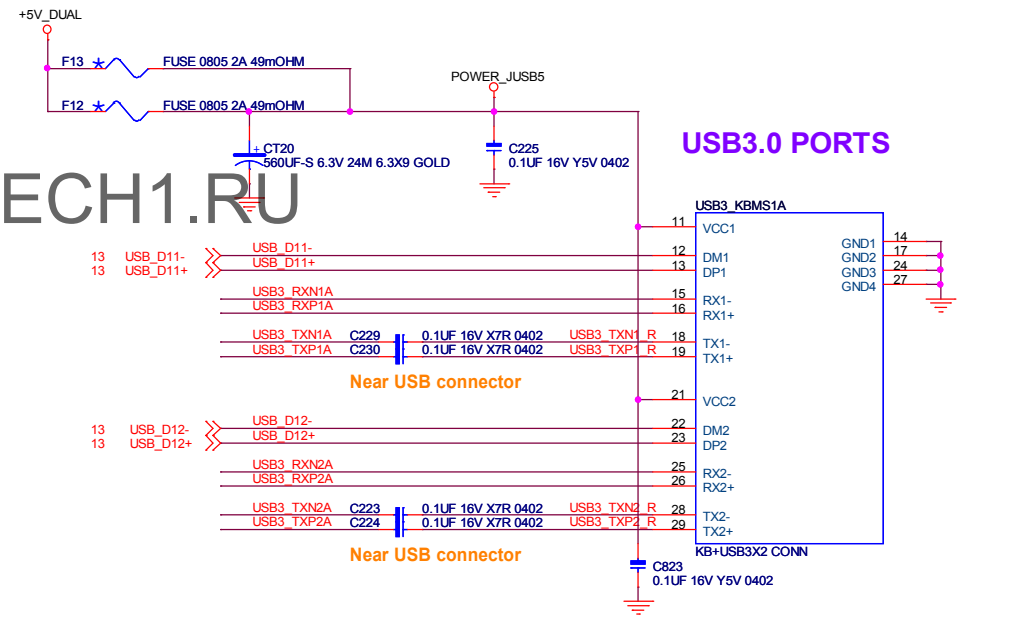 +5V_DUAL
F13 * FUSE 0805 2A 49mOHM
POWER_JUSB5
F12 * FUSE 0805 2A 49mOHM
USB3.0 PORTS
+ CT20
560UF-S 6.3V 24M 6.3X9 GOLD
C225
0.1UF 16V Y5V 0402
ECH1.RU
USB3_KBMS1A
11 VCC1
GND1 14
13 USB_D11- USB_D11- 12 DM1
GND2 17
13 USB_D11+ USB_D11+ 13 DP1
GND3 24
GND4 27
USB3_RXN1A 15 RX1-
USB3_RXP1A 16 RX1+
USB3_TXN1A C229 0.1UF 16V X7R 0402 USB3_TXN1_R 18 TX1-
USB3_TXP1A C230 0.1UF 16V X7R 0402 USB3_TXP1_R 19 TX1+
Near USB connector
21 VCC2
13 USB_D12- USB_D12- 22 DM2
13 USB_D12+ USB_D12+ 23 DP2
USB3_RXN2A 25 RX2-
USB3_RXP2A 26 RX2+
USB3_TXN2A C223 0.1UF 16V X7R 0402 USB3_TXN2_R 28 TX2-
USB3_TXP2A C224 0.1UF 16V X7R 0402 USB3_TXP2_R 29 TX2+
Near USB connector
KB+USB3X2 CONN
C823
0.1UF 16V Y5V 0402